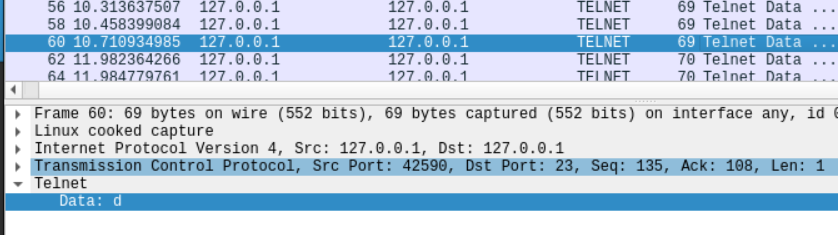 56 10.313637507 127.0.0.1 127.0.0.1 TELNET 69 Telnet Data ...
58 10.458399084 127.0.0.1 127.0.0.1 TELNET 69 Telnet Data ...
60 10.710934985 127.0.0.1 127.0.0.1 TELNET 69 Telnet Data ...
62 11.982364266 127.0.0.1 127.0.0.1 TELNET 70 Telnet Data ...
64 11.984779761 127.0.0.1 127.0.0.1 TELNET 70 Telnet Data ...
Frame 60: 69 bytes on wire (552 bits), 69 bytes captured (552 bits) on interface any, id 0
Linux cooked capture
Internet Protocol Version 4, Src: 127.0.0.1, Dst: 127.0.0.1
Transmission Control Protocol, Src Port: 42590, Dst Port: 23, Seq: 135, Ack: 108, Len: 1
Telnet
Data: d